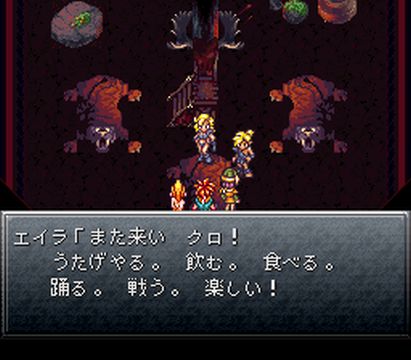 エイラ「また来い　クロ！
うたげやる。　飲む。　食べる。
踊る。　戦う。　楽しい！